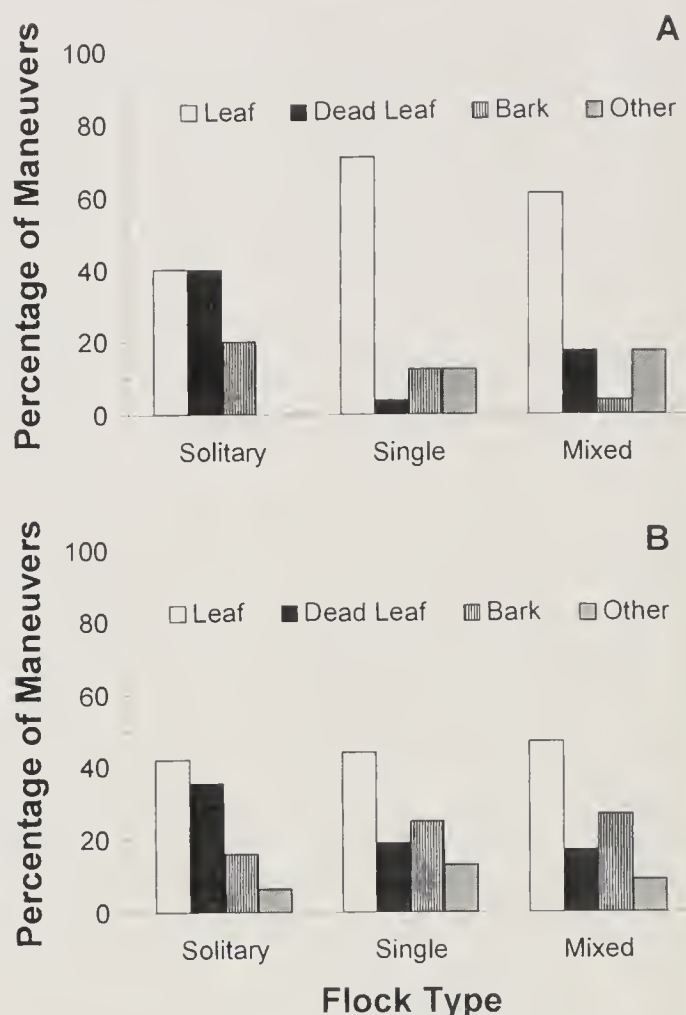 A
Percentage of Maneuvers
100
80
60
40
20
0
Leaf Dead Leaf Bark Other
Solitary Single Mixed
B
Percentage of Maneuvers
100
80
60
40
20
0
Leaf Dead Leaf Bark Other
Solitary Single Mixed
Flock Type